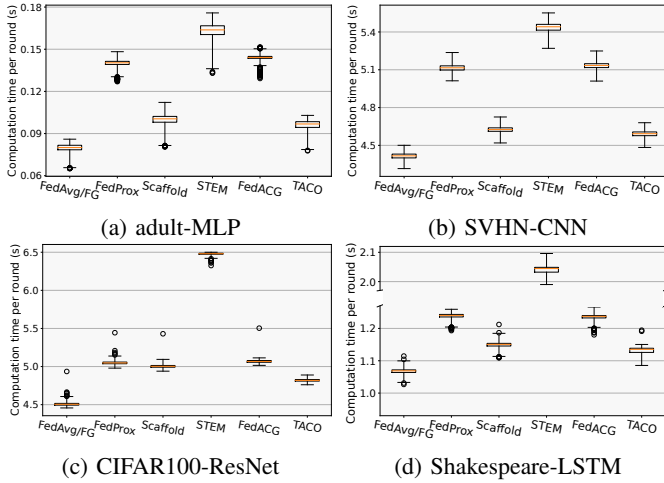 Computation time per round (s)
0.18
0.15
0.12
0.09
0.06
FedAvg/FG FedProx Scaffold STEM FedACG TACO
(a) adult-MLP
Computation time per round (s)
5.4
5.1
4.8
4.5
FedAvg/FG FedProx Scaffold STEM FedACG TACO
(b) SVHN-CNN
Computation time per round (s)
6.5
6.0
5.5
5.0
4.5
FedAvg/FG FedProx Scaffold STEM FedACG TACO
(c) CIFAR100-ResNet
Computation time per round (s)
2.1
2.0
1.2
1.1
1.0
FedAvg/FG FedProx Scaffold STEM FedACG TACO
(d) Shakespeare-LSTM